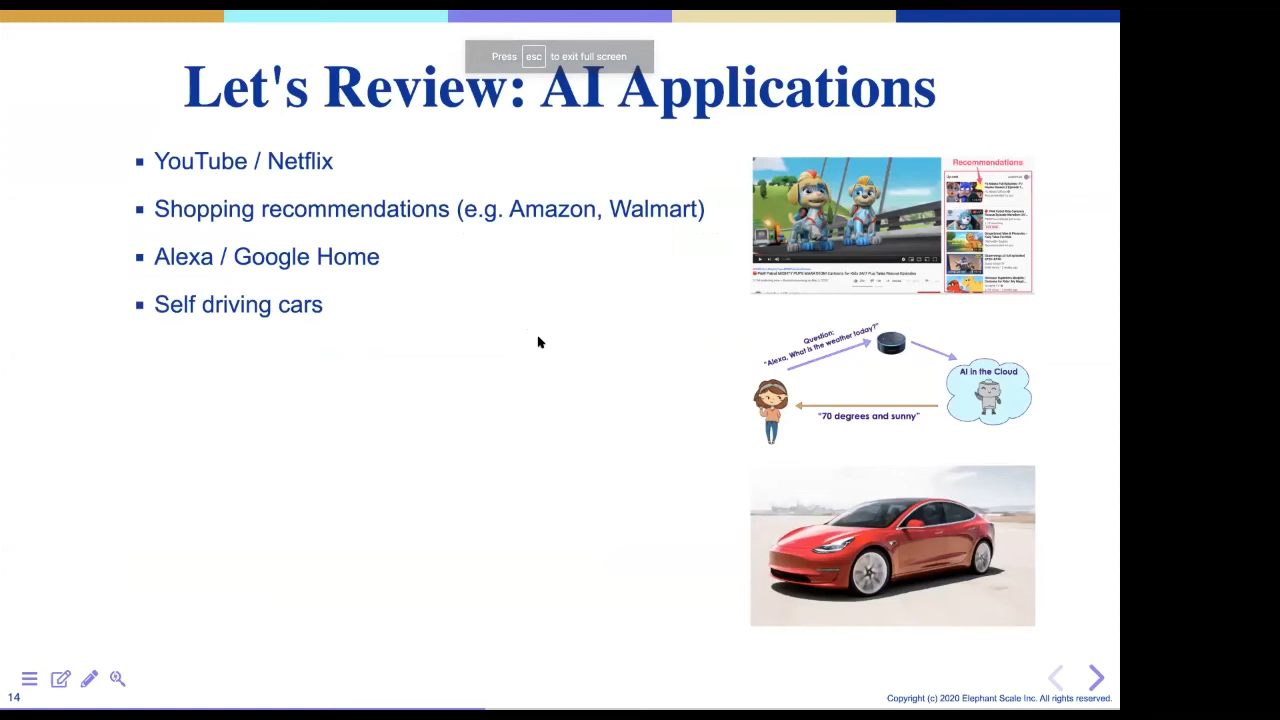 Press esc to exit full screen
Let's Review: AI Applications
YouTube / Netflix
Shopping recommendations (e.g. Amazon, Walmart)
Alexa / Google Home
Self driving cars
Recommendations
Question:
"Alexa, What is the weather today?"
AI in the Cloud
"70 degrees and sunny"
14
Copyright (c) 2020 Elephant Scale Inc. All rights reserved.